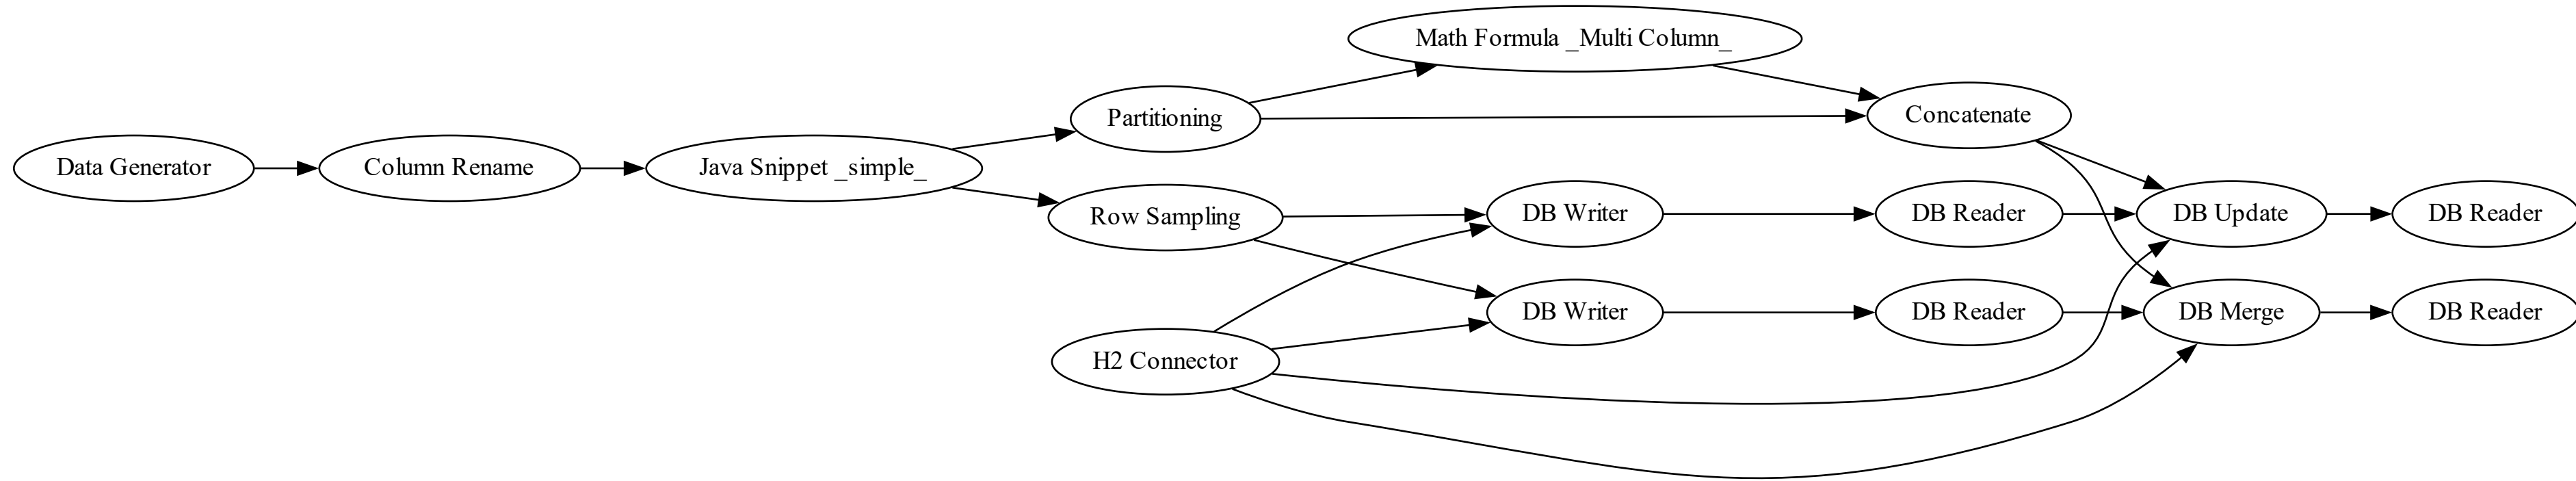 Math Formula _Multi Column_
Partitioning
Concatenate
Data Generator
Column Rename
Java Snippet _simple_
Row Sampling
DB Writer
DB Reader
DB Update
DB Reader
DB Writer
DB Reader
DB Merge
DB Reader
H2 Connector